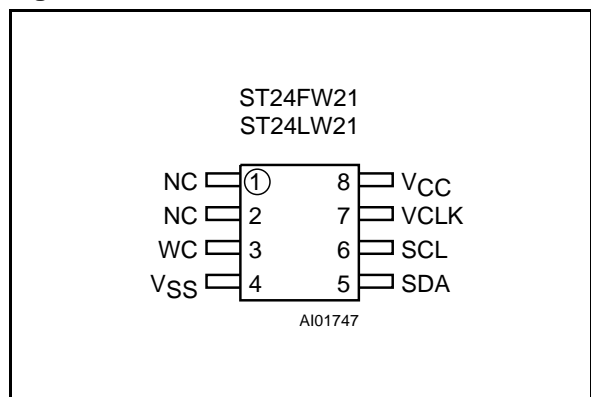 ST24FW21
ST24LW21
NC 1 8 VCC
NC 2 7 VCLK
WC 3 6 SCL
VSS 4 5 SDA
AI01747